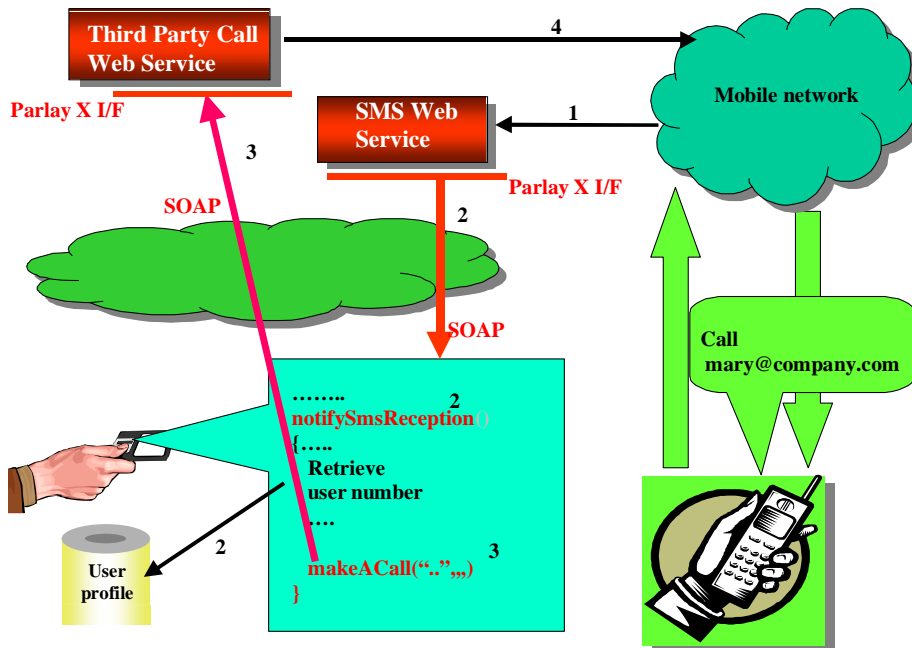 Third Party Call
Web Service
4
Mobile network
Parlay X I/F
SMS Web
Service
1
3
Parlay X I/F
SOAP
2
SOAP
Call
mary@company.com
……..
2
notifySmsReception()
{…..
Retrieve
user number
….
2
3
makeACall(“..”,,,)
}
User
profile